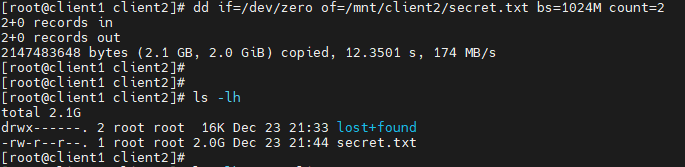 [root@client1 client2]# dd if=/dev/zero of=/mnt/client2/secret.txt bs=1024M count=2
2+0 records in
2+0 records out
2147483648 bytes (2.1 GB, 2.0 GiB) copied, 12.3501 s, 174 MB/s
[root@client1 client2]#
[root@client1 client2]#
[root@client1 client2]# ls -lh
total 2.1G
drwx------. 2 root root  16K Dec 23 21:33 lost+found
-rw-r--r--. 1 root root 2.0G Dec 23 21:44 secret.txt
[root@client1 client2]#